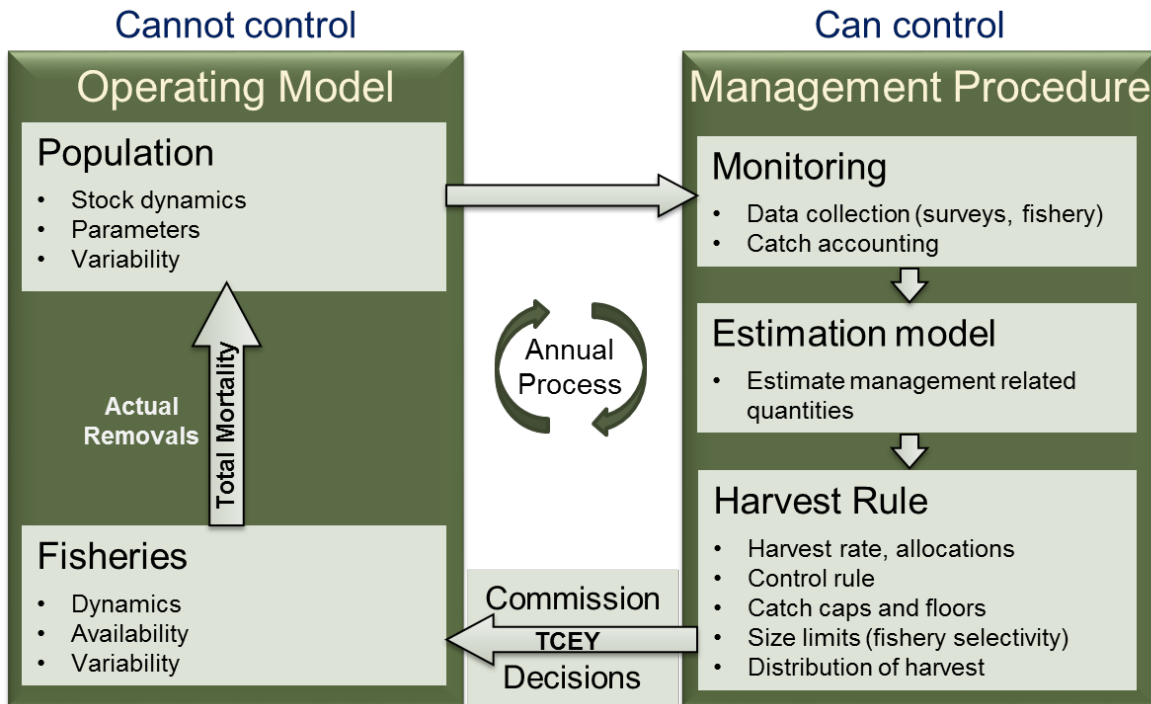 Cannot control
Can control
Operating Model
Population
• Stock dynamics
• Parameters
• Variability
Actual
Removals
Total Mortality
Fisheries
• Dynamics
• Availability
• Variability
Annual
Process
Management Procedure
Monitoring
• Data collection (surveys, fishery)
• Catch accounting
Estimation model
• Estimate management related
quantities
Harvest Rule
• Harvest rate, allocations
• Control rule
• Catch caps and floors
• Size limits (fishery selectivity)
• Distribution of harvest
Commission
TCEY
Decisions